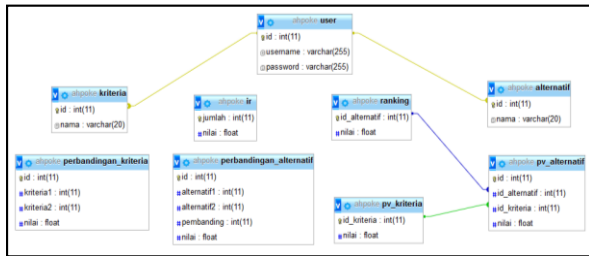 ahpoke user
id : int(11)
username : varchar(255)
password : varchar(255)
ahpoke kriteria
id : int(11)
nama : varchar(20)
ahpoke ir
jumlah : int(11)
nilai : float
ahpoke ranking
id_alternatif : int(11)
nilai : float
ahpoke alternatif
id : int(11)
nama : varchar(20)
ahpoke perbandingan_kriteria
id : int(11)
kriteria1 : int(11)
kriteria2 : int(11)
nilai : float
ahpoke perbandingan_alternatif
id : int(11)
alternatif1 : int(11)
alternatif2 : int(11)
pembanding : int(11)
nilai : float
ahpoke pv_kriteria
id_kriteria : int(11)
nilai : float
ahpoke pv_alternatif
id : int(11)
id_alternatif : int(11)
id_kriteria : int(11)
nilai : float